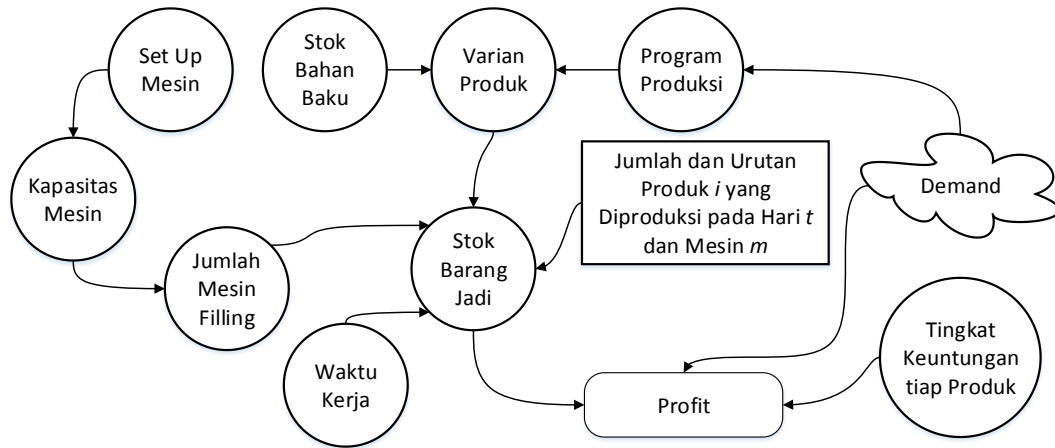 Set Up
Mesin
Stok
Bahan
Baku
Varian
Produk
Program
Produksi
Kapasitas
Mesin
Jumlah dan Urutan
Produk i yang
Diproduksi pada Hari t
dan Mesin m
Demand
Jumlah
Mesin
Filling
Stok
Barang
Jadi
Waktu
Kerja
Profit
Tingkat
Keuntungan
tiap Produk